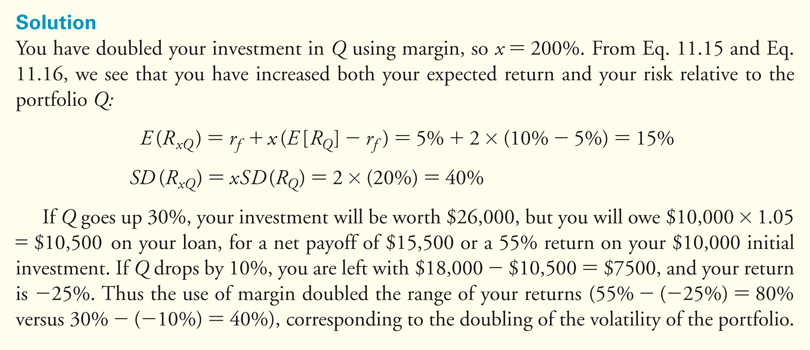 Solution
You have doubled your investment in Q using margin, so x = 200%. From Eq. 11.15 and Eq.
11.16, we see that you have increased both your expected return and your risk relative to the
portfolio Q:
E(R_{xQ}) = r_f + x(E[R_Q] − r_f) = 5% + 2 × (10% − 5%) = 15%
SD(R_{xQ}) = xSD(R_Q) = 2 × (20%) = 40%
If Q goes up 30%, your investment will be worth $26,000, but you will owe $10,000 × 1.05
= $10,500 on your loan, for a net payoff of $15,500 or a 55% return on your $10,000 initial
investment. If Q drops by 10%, you are left with $18,000 − $10,500 = $7500, and your return
is −25%. Thus the use of margin doubled the range of your returns (55% − (−25%) = 80%
versus 30% − (−10%) = 40%), corresponding to the doubling of the volatility of the portfolio.